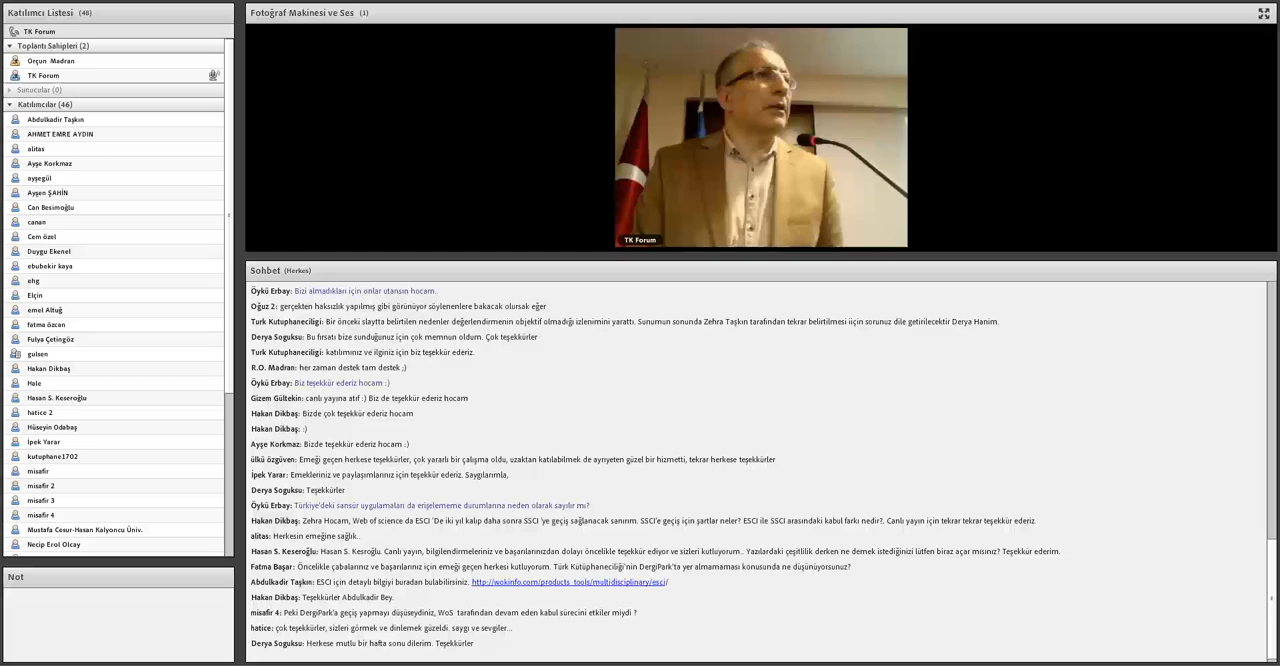 Katılımcı Listesi (48)
TK Forum
Toplantı Sahipleri (2)
Orçun Madran
TK Forum
Sunucular (0)
Katılımcılar (46)
Abdulkadir Taşkın
AHMET EMRE AYDIN
alitas
Ayşe Korkmaz
ayşegül
Ayşen ŞAHİN
Can Besimoğlu
canan
Cem özel
Duygu Ekenel
ebubekir kaya
ehg
Elçin
emel Altuğ
fatma özcan
Fulya Çetingöz
gulsen
Hakan Dikbaş
Hale
Hasan S. Keseroğlu
hatice 2
Hüseyin Odabaş
İpek Yarar
kutuphane1702
misafir
misafir 2
misafir 3
misafir 4
Mustafa Cesur-Hasan Kalyoncu Üniv.
Necip Erol Olcay
Not
Fotoğraf Makinesi ve Ses (1)
TK Forum
Sohbet (Herkes)
Öykü Erbay: Bizi almadıkları için onlar utansın hocam..
Oğuz 2: gerçekten haksızlık yapılmış gibi görünüyor söylenenlere bakacak olursak eğer
Turk Kutuphaneciligi: Bir önceki slaytta belirtilen nedenler değerlendirmenin objektif olmadığı izlenimini yarattı. Sunumun sonunda Zehra Taşkın tarafından tekrar belirtilmesi iiçin sorunuz dile getirilecektir Derya Hanim.
Derya Soguksu: Bu fırsatı bize sunduğunuz için çok memnun oldum. Çok teşekkürler
Turk Kutuphaneciligi: katılımınız ve ilginiz için biz teşekkür ederiz.
R.O. Madran: her zaman destek tam destek ;)
Öykü Erbay: Biz teşekkür ederiz hocam :)
Gizem Gültekin: canlı yayına atıf :) Biz de teşekkür ederiz hocam
Hakan Dikbaş: Bizde çok teşekkür ederiz hocam
Hakan Dikbaş: :)
Ayşe Korkmaz: Bizde teşekkür ederiz hocam :)
ülkü özgüven: Emeği geçen herkese teşekkürler, çok yararlı bir çalışma oldu, uzaktan katılabilmek de ayrıyeten güzel bir hizmetti, tekrar herkese teşekkürler
İpek Yarar: Emekleriniz ve paylaşımlarınız için teşekkür ederiz. Saygılarımla,
Derya Soguksu: Teşekkürler
Öykü Erbay: Türkiye'deki sansür uygulamaları da erişelememe durumlarına neden olarak sayılır mı?
Hakan Dikbaş: Zehra Hocam, Web of science da ESCI 'De iki yıl kalıp daha sonra SSCI 'ye geçiş sağlanacak sanırım. SSCI'e geçiş için şartlar neler? ESCI ile SSCI arasındaki kabul farkı nedir?. Canlı yayın için tekrar tekrar teşekkür ederiz.
alitas: Herkesin emeğine sağlık..
Hasan S. Keseroğlu: Hasan S. Kesroğlu. Canlı yayın, bilgilendirmeleriniz ve başarılarınızdan dolayı öncelikle teşekkür ediyor ve sizleri kutluyorum.. Yazılardaki çeşitlilik derken ne demek istediğinizi lütfen biraz açar mısınız? Teşekkür ederim.
Fatma Başar: Öncelikle çabalarınız ve başarılarınız için emeği geçen herkesi kutluyorum. Türk Kütüphaneciliği'nin DergiPark'ta yer almamaması konusunda ne düşünüyorsunuz?
Abdulkadir Taşkın: ESCI için detaylı bilgiyi buradan bulabilirsiniz. http://wokinfo.com/products_tools/multidisciplinary/esci/
Hakan Dikbaş: Teşekkürler Abdulkadir Bey.
misafir 4: Peki DergiPark'a geçiş yapmayı düşüseydiniz, WoS tarafından devam eden kabul sürecini etkiler miydi ?
hatice: çok teşekkürler, sizleri görmek ve dinlemek güzeldi. saygı ve sevgiler...
Derya Soguksu: Herkese mutlu bir hafta sonu dilerim. Teşekkürler